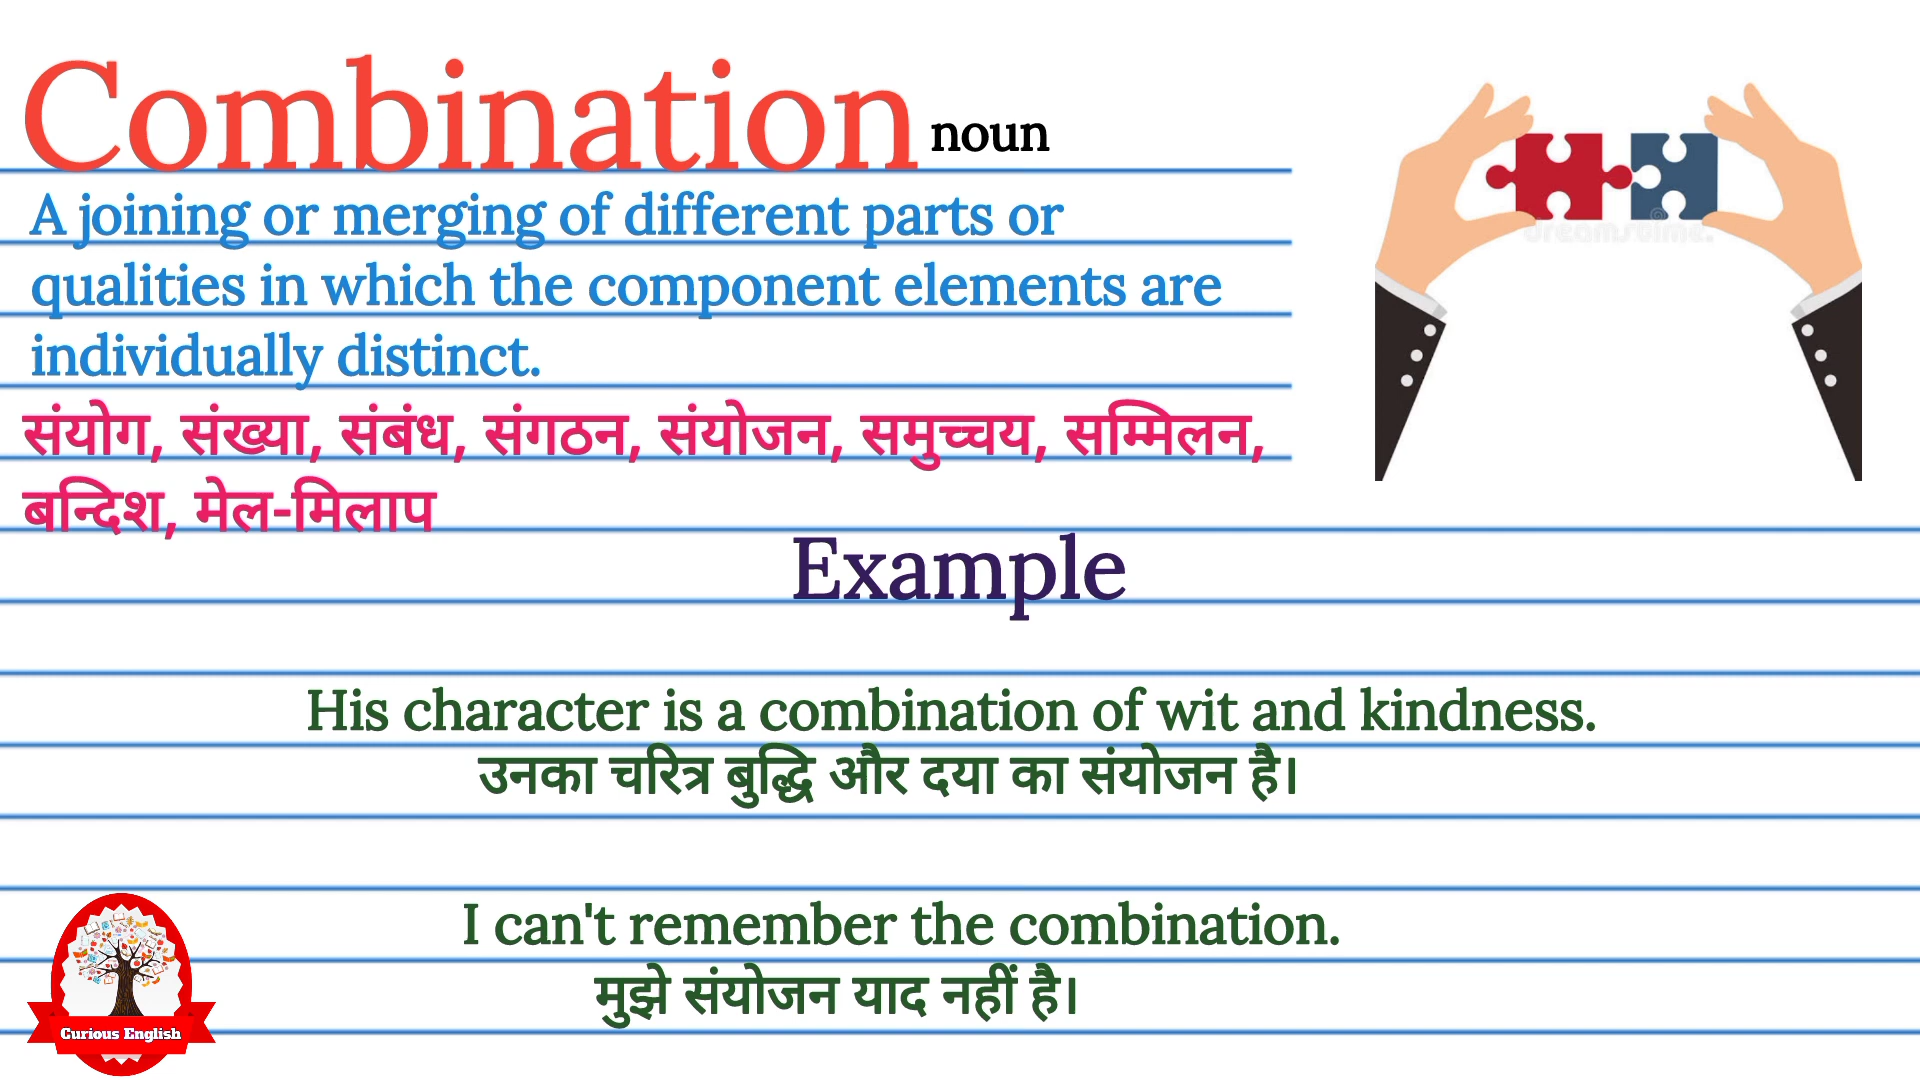 Combination noun
A joining or merging of different parts or
qualities in which the component elements are
individually distinct.
संयोग, संख्या, संबंध, संगठन, संयोजन, समुच्चय, सम्मिलन,
बन्दिश, मेल-मिलाप
dreamstime.
Example
His character is a combination of wit and kindness.
उनका चरित्र बुद्धि और दया का संयोजन है।
I can't remember the combination.
मुझे संयोजन याद नहीं है।
Curious English